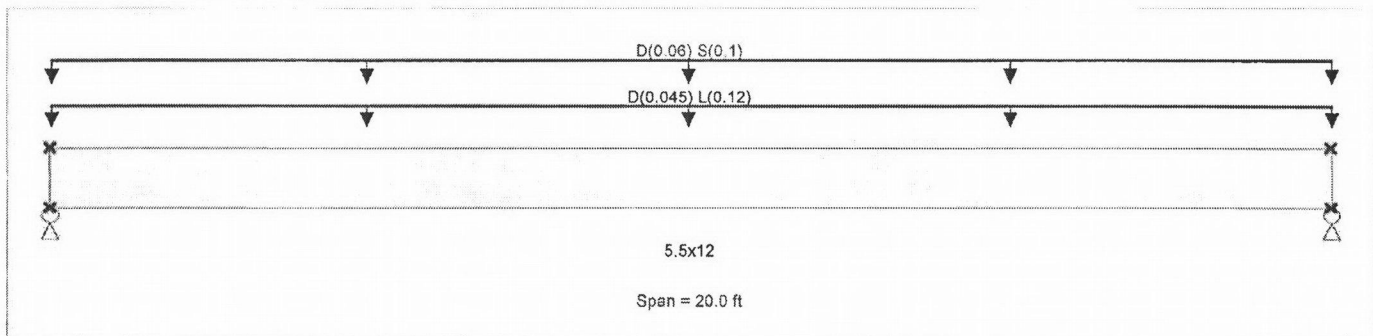 D(0.06) S(0.1)
D(0.045) L(0.12)
5.5x12
Span = 20.0 ft